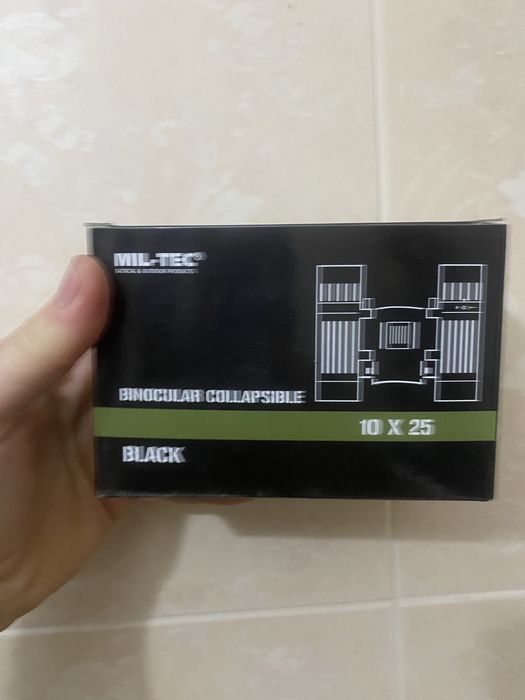 MIL-TEC®
TACTICAL & OUTDOOR PRODUCTS
BINOCULAR COLLAPSIBLE
10 X 25
BLACK